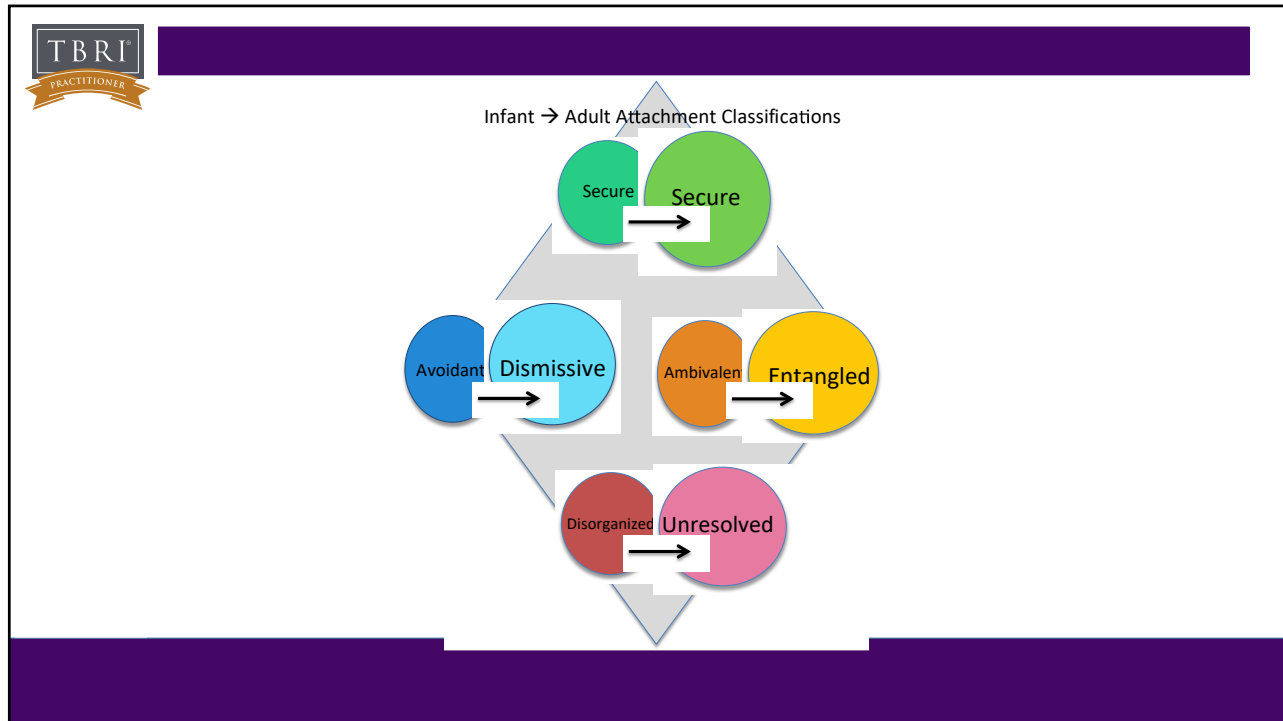 TBRI®
PRACTITIONER
Infant → Adult Attachment Classifications
Secure
Secure
Avoidant
Dismissive
Ambivalent
Entangled
Disorganized
Unresolved